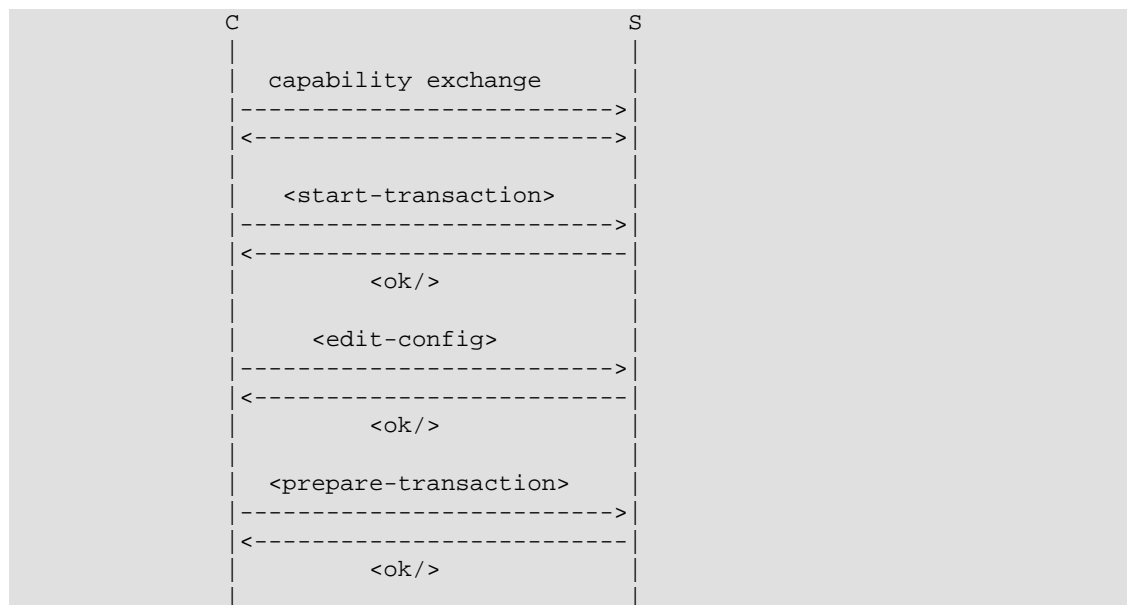 C                           S
|                           |
|  capability exchange      |
|-------------------------->|
|<------------------------->|
|                           |
|   <start-transaction>     |
|-------------------------->|
|<--------------------------|
|         <ok/>             |
|                           |
|     <edit-config>         |
|-------------------------->|
|<--------------------------|
|         <ok/>             |
|                           |
|  <prepare-transaction>    |
|-------------------------->|
|<--------------------------|
|         <ok/>             |
|                           |